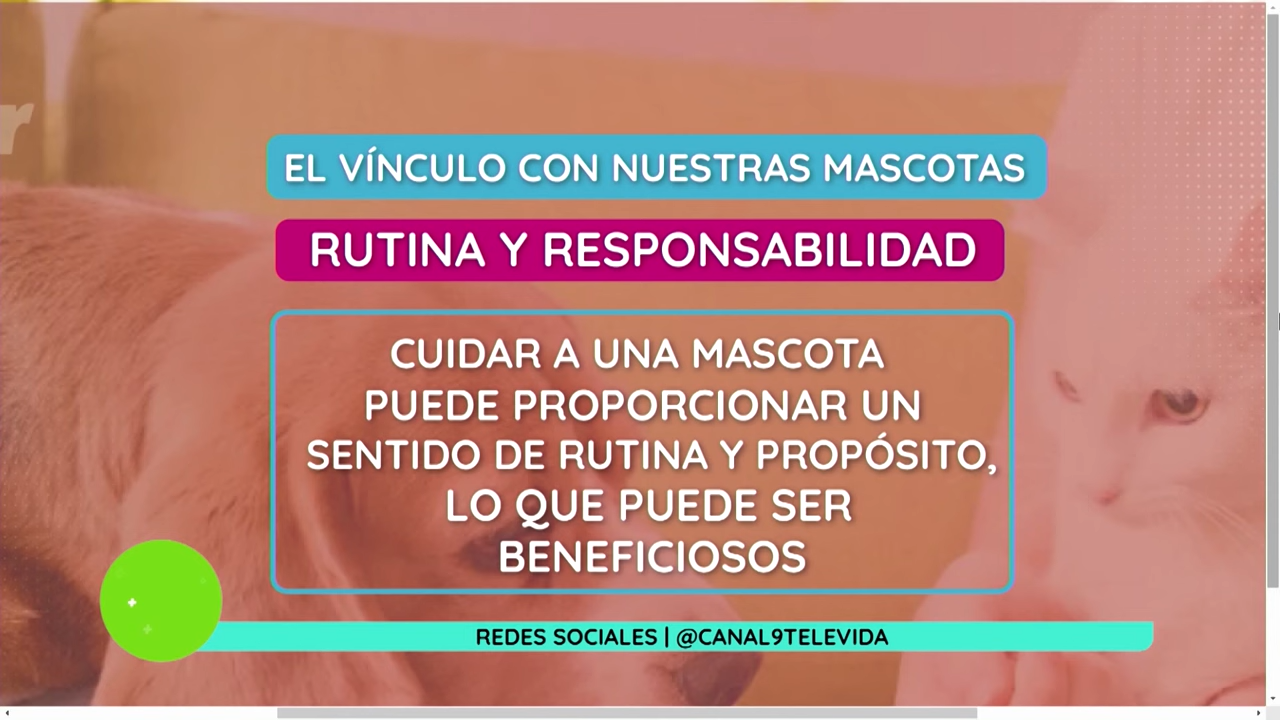 EL VÍNCULO CON NUESTRAS MASCOTAS
RUTINA Y RESPONSABILIDAD
CUIDAR A UNA MASCOTA
PUEDE PROPORCIONAR UN
SENTIDO DE RUTINA Y PROPÓSITO,
LO QUE PUEDE SER
BENEFICIOSOS
REDES SOCIALES | @CANAL9TELEVIDA